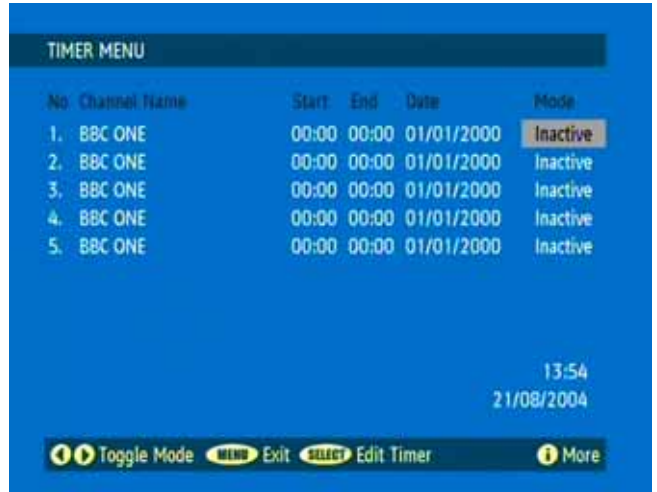 TIMER MENU
No Channel Name Start End Date Mode
1. BBC ONE 00:00 00:00 01/01/2000 Inactive
2. BBC ONE 00:00 00:00 01/01/2000 Inactive
3. BBC ONE 00:00 00:00 01/01/2000 Inactive
4. BBC ONE 00:00 00:00 01/01/2000 Inactive
5. BBC ONE 00:00 00:00 01/01/2000 Inactive
13:54
21/08/2004
Toggle Mode MENU Exit SELECT Edit Timer i More